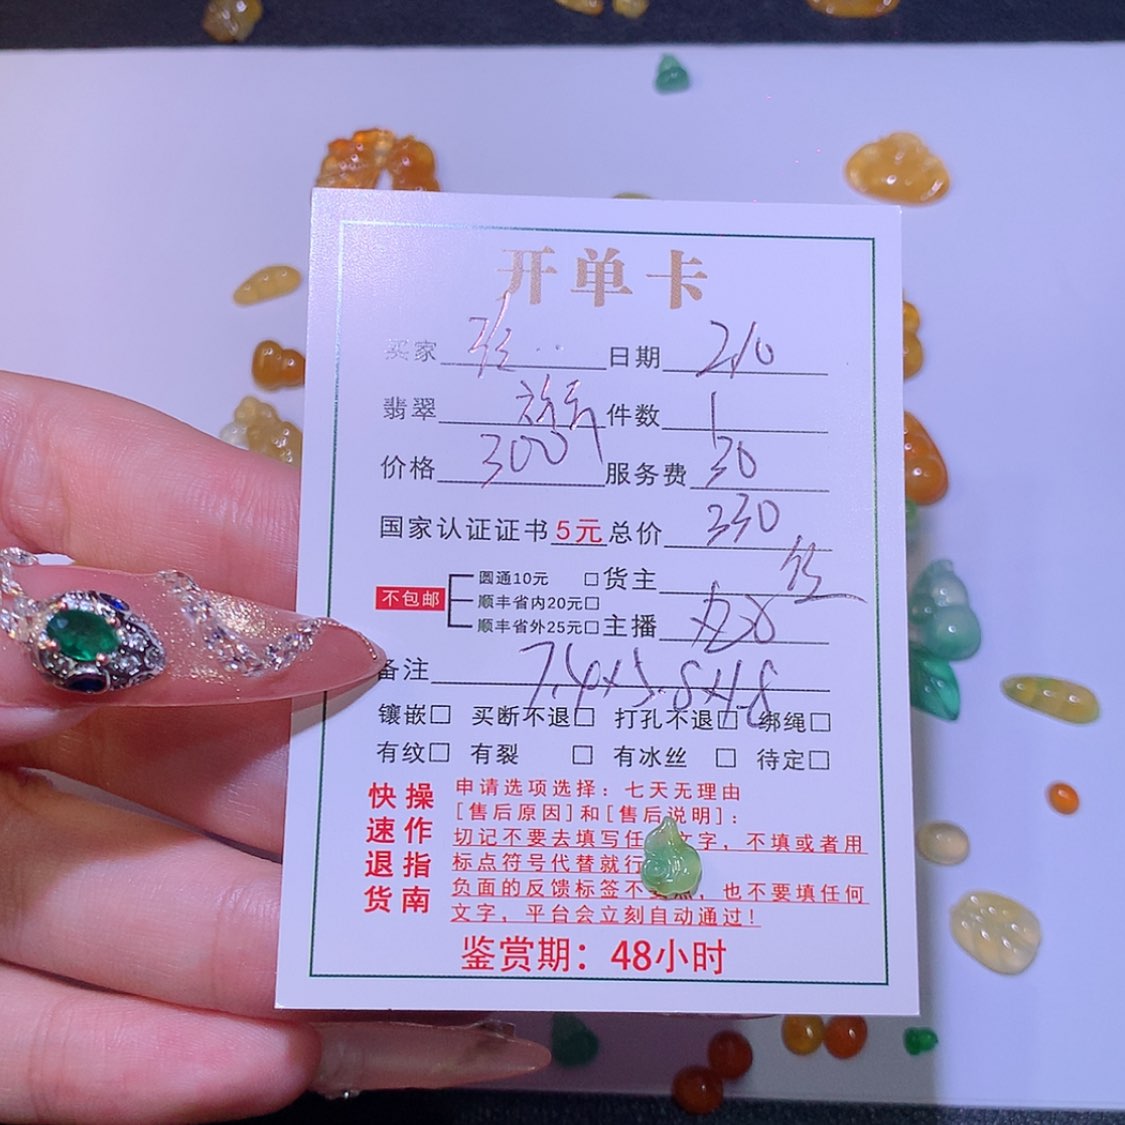 开单卡
买家 日期 2.10
翡翠 件数 1
价格 300 服务费 30
国家认证证书5元 总价 330
不包邮
圆通10元 □货主
顺丰省内20元□
顺丰省外25元□主播
备注 7.4×5.8×4.8
镶嵌□ 买断不退□ 打孔不退□ 绑绳□
有纹□ 有裂 □ 有冰丝 □ 待定□
快操
速作
退指
货南
申请选项选择：七天无理由
[售后原因]和[售后说明]：
切记不要去填写任 文字，不填或者用
标点符号代替就行
负面的反馈标签不 ，也不要填任何
文字，平台会立刻自动通过！
鉴赏期：48小时